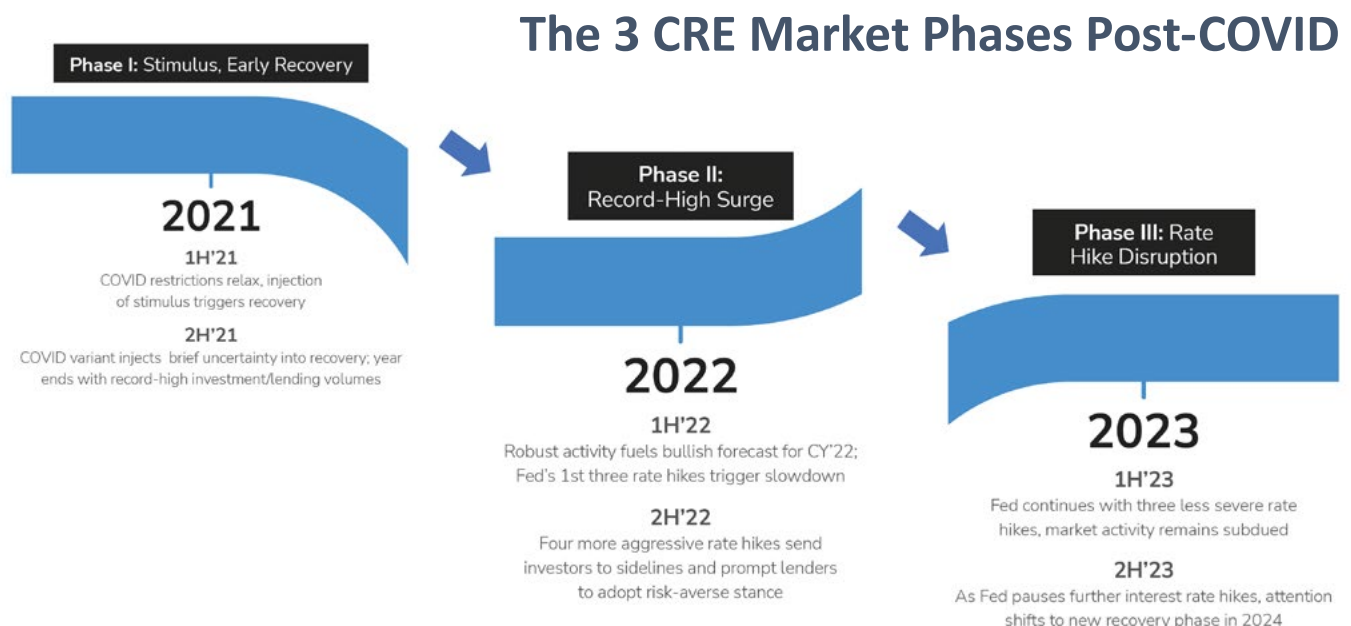 The 3 CRE Market Phases Post-COVID
Phase I: Stimulus, Early Recovery
2021
1H'21
COVID restrictions relax, injection
of stimulus triggers recovery
2H'21
COVID variant injects brief uncertainty into recovery; year
ends with record-high investment/lending volumes
Phase II:
Record-High Surge
2022
1H'22
Robust activity fuels bullish forecast for CY'22;
Fed's 1st three rate hikes trigger slowdown
2H'22
Four more aggressive rate hikes send
investors to sidelines and prompt lenders
to adopt risk-averse stance
Phase III: Rate
Hike Disruption
2023
1H'23
Fed continues with three less severe rate
hikes, market activity remains subdued
2H'23
As Fed pauses further interest rate hikes, attention
shifts to new recovery phase in 2024